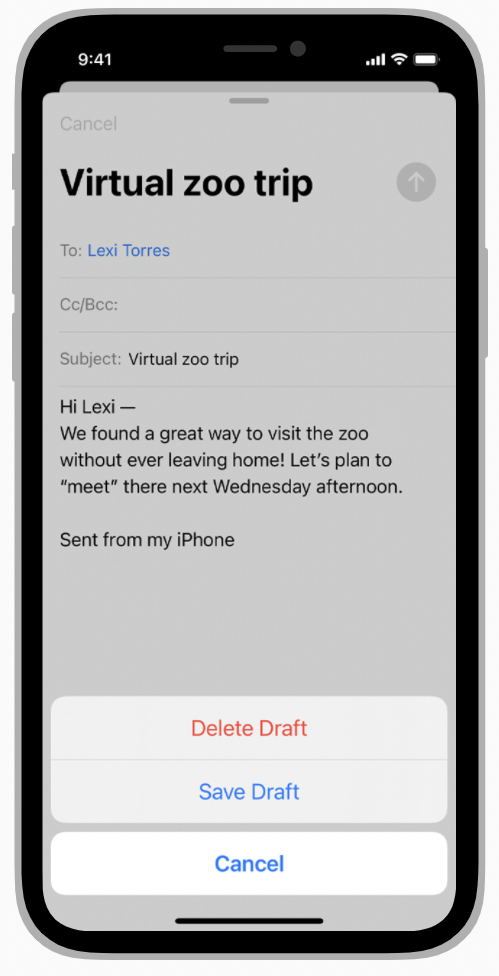 9:41
Cancel
Virtual zoo trip
To: Lexi Torres
Cc/Bcc:
Subject: Virtual zoo trip
Hi Lexi —
We found a great way to visit the zoo
without ever leaving home! Let’s plan to
“meet” there next Wednesday afternoon.
Sent from my iPhone
Delete Draft
Save Draft
Cancel